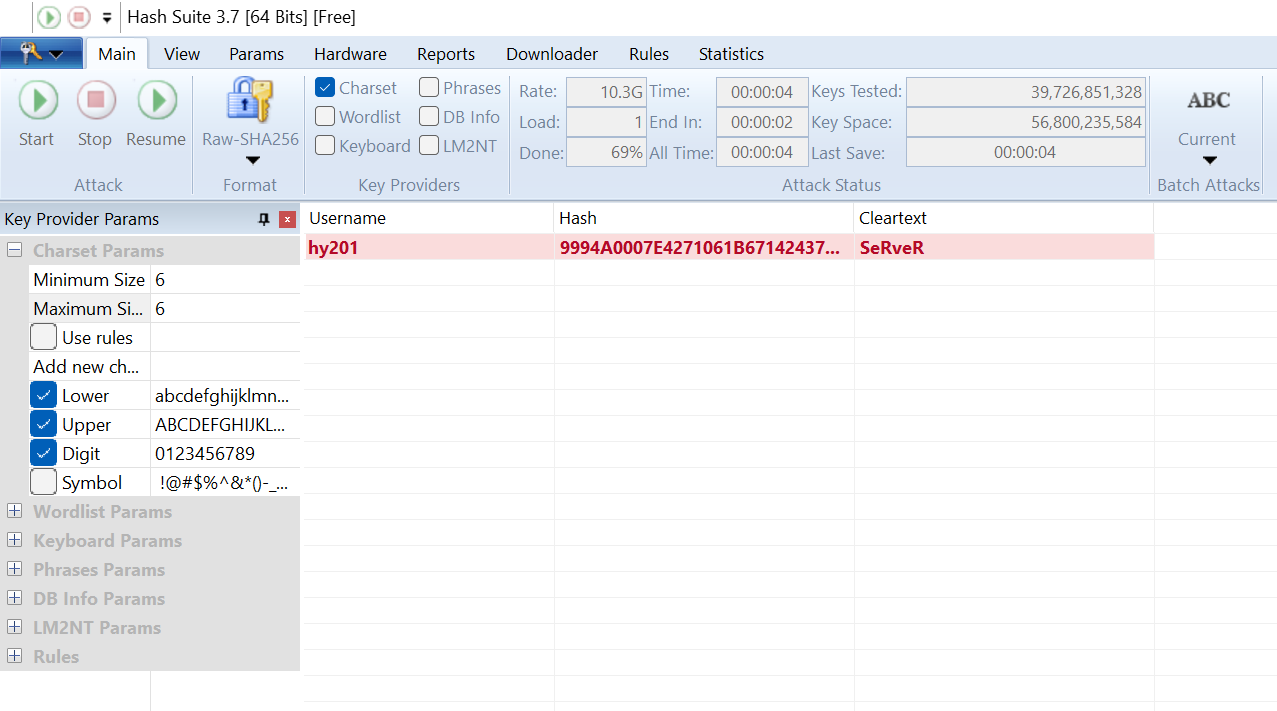 Hash Suite 3.7 [64 Bits] [Free]
Main View Params Hardware Reports Downloader Rules Statistics
Start Stop Resume
Attack
Raw-SHA256
Format
Charset Phrases
Wordlist DB Info
Keyboard LM2NT
Key Providers
Rate: 10.3G Time: 00:00:04 Keys Tested: 39,726,851,328
Load: 1 End In: 00:00:02 Key Space: 56,800,235,584
Done: 69% All Time: 00:00:04 Last Save: 00:00:04
Attack Status
ABC
Current
Batch Attacks
Key Provider Params
Charset Params
Minimum Size 6
Maximum Si... 6
Use rules
Add new ch...
Lower abcdefghijklmn...
Upper ABCDEFGHIJKL...
Digit 0123456789
Symbol !@#$%^&*()-_...
Wordlist Params
Keyboard Params
Phrases Params
DB Info Params
LM2NT Params
Rules
Username Hash Cleartext
hy201 9994A0007E4271061B67142437... SeRveR